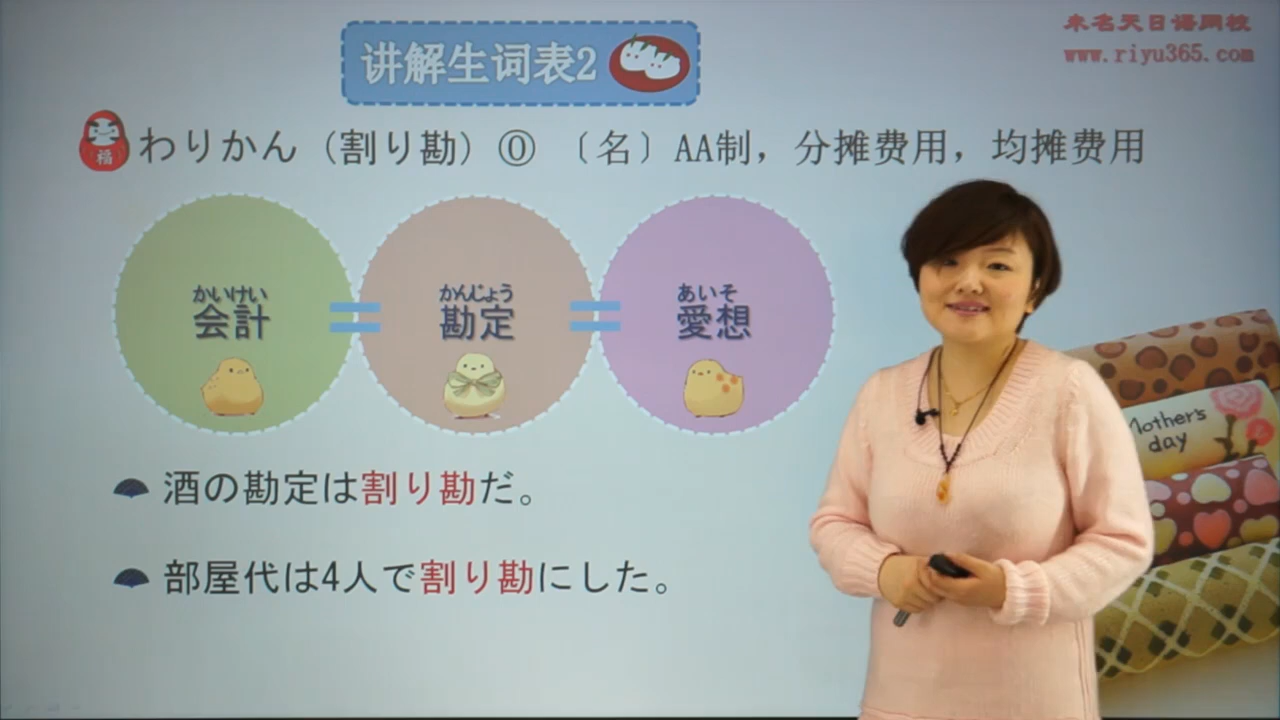 未名天日语网校
www.riyu365.com
讲解生词表2
福
わりかん（割り勘）⓪〔名〕AA制，分摊费用，均摊费用
かいけい かんじょう あいそ
会計 = 勘定 = 愛想
Mother's
day
酒の勘定は割り勘だ。
部屋代は4人で割り勘にした。